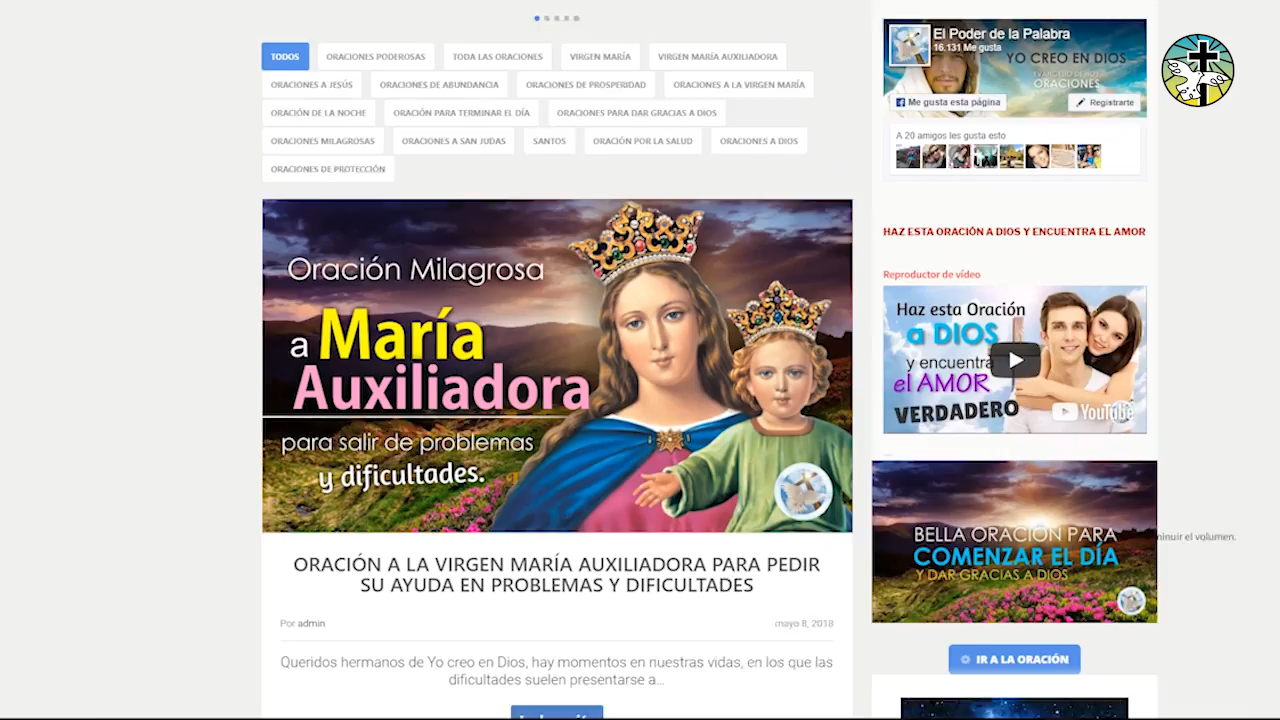 TODOS
ORACIONES PODEROSAS
TODA LAS ORACIONES
VIRGEN MARÍA
VIRGEN MARÍA AUXILIADORA
ORACIONES A JESÚS
ORACIONES DE ABUNDANCIA
ORACIONES DE PROSPERIDAD
ORACIONES A LA VIRGEN MARÍA
ORACIÓN DE LA NOCHE
ORACIÓN PARA TERMINAR EL DÍA
ORACIONES PARA DAR GRACIAS A DIOS
ORACIONES MILAGROSAS
ORACIONES A SAN JUDAS
SANTOS
ORACIÓN POR LA SALUD
ORACIONES A DIOS
ORACIONES DE PROTECCIÓN
Oración Milagrosa
a María
Auxiliadora
para salir de problemas
y dificultades.
ORACIÓN A LA VIRGEN MARÍA AUXILIADORA PARA PEDIR
SU AYUDA EN PROBLEMAS Y DIFICULTADES
Por admin
mayo 8, 2018
Queridos hermanos de Yo creo en Dios, hay momentos en nuestras vidas, en los que las
dificultades suelen presentarse a...
El Poder de la Palabra
16.131 Me gusta
YO CREO EN DIOS
ORACIONES
Me gusta esta página
Registrarte
A 20 amigos les gusta esto
HAZ ESTA ORACIÓN A DIOS Y ENCUENTRA EL AMOR
Reproductor de vídeo
Haz esta Oración
a DIOS
y encuentra
el AMOR
VERDADERO
YouTube
BELLA ORACIÓN PARA
COMENZAR EL DÍA
Y DAR GRACIAS A DIOS
el volumen.
IR A LA ORACIÓN